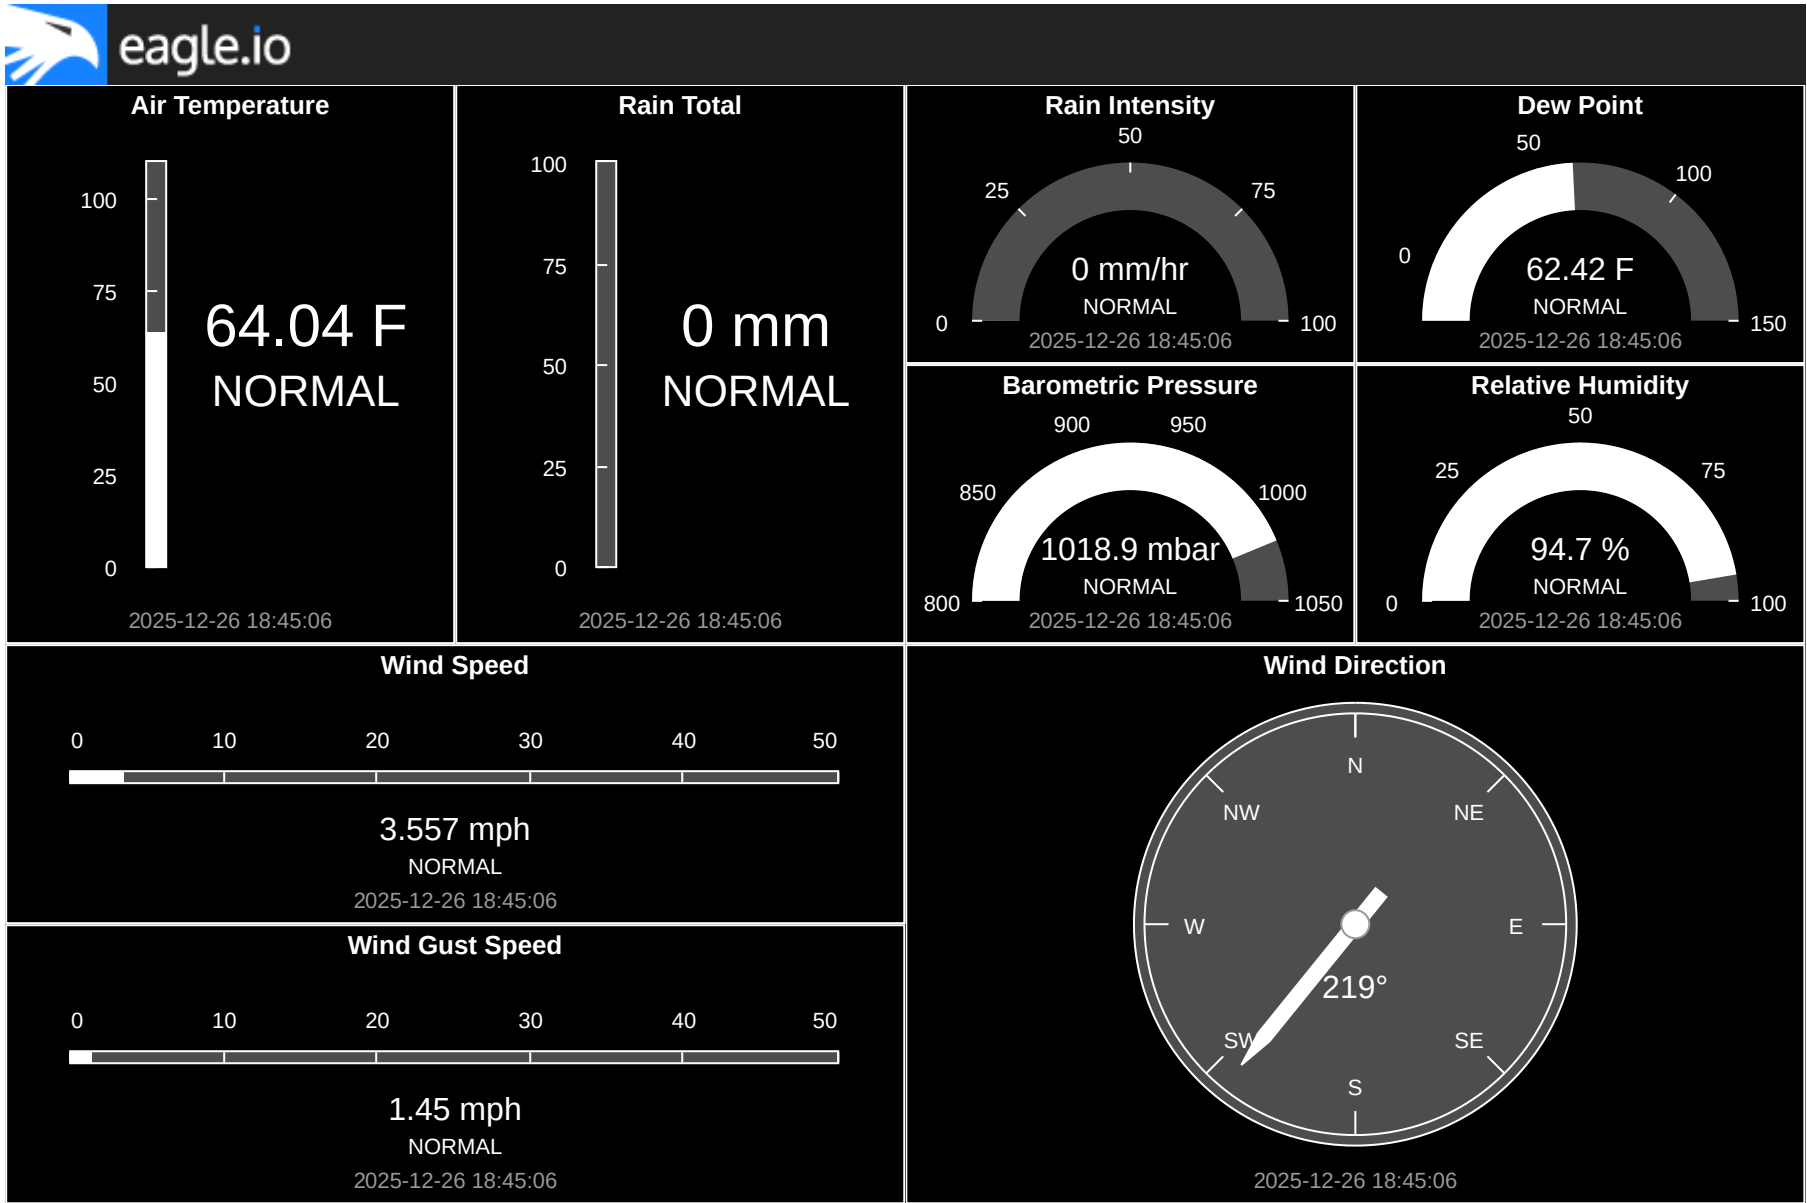 eagle.io
Air Temperature
100
75
50
25
0
64.04 F
NORMAL
2025-12-26 18:45:06
Rain Total
100
75
50
25
0
0 mm
NORMAL
2025-12-26 18:45:06
Rain Intensity
50
25
75
0
100
0 mm/hr
NORMAL
2025-12-26 18:45:06
Dew Point
50
100
0
150
62.42 F
NORMAL
2025-12-26 18:45:06
Barometric Pressure
900
950
850
1000
800
1050
1018.9 mbar
NORMAL
2025-12-26 18:45:06
Relative Humidity
50
25
75
0
100
94.7 %
NORMAL
2025-12-26 18:45:06
Wind Speed
0 10 20 30 40 50
3.557 mph
NORMAL
2025-12-26 18:45:06
Wind Gust Speed
0 10 20 30 40 50
1.45 mph
NORMAL
2025-12-26 18:45:06
Wind Direction
N
NW
NE
W
E
219°
SW
SE
S
2025-12-26 18:45:06